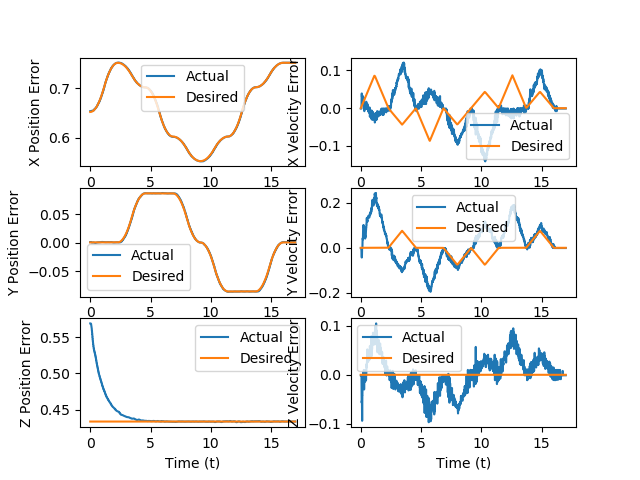 X Position Error
0.7
0.6
Actual
Desired
0 5 10 15
X Velocity Error
0.1
0.0
−0.1
Actual
Desired
0 5 10 15
Y Position Error
0.05
0.00
−0.05
Actual
Desired
0 5 10 15
Y Velocity Error
0.2
0.0
−0.2
Actual
Desired
0 5 10 15
Z Position Error
0.55
0.50
0.45
Actual
Desired
0 5 10 15
Time (t)
Z Velocity Error
0.1
0.0
−0.1
Actual
Desired
0 5 10 15
Time (t)